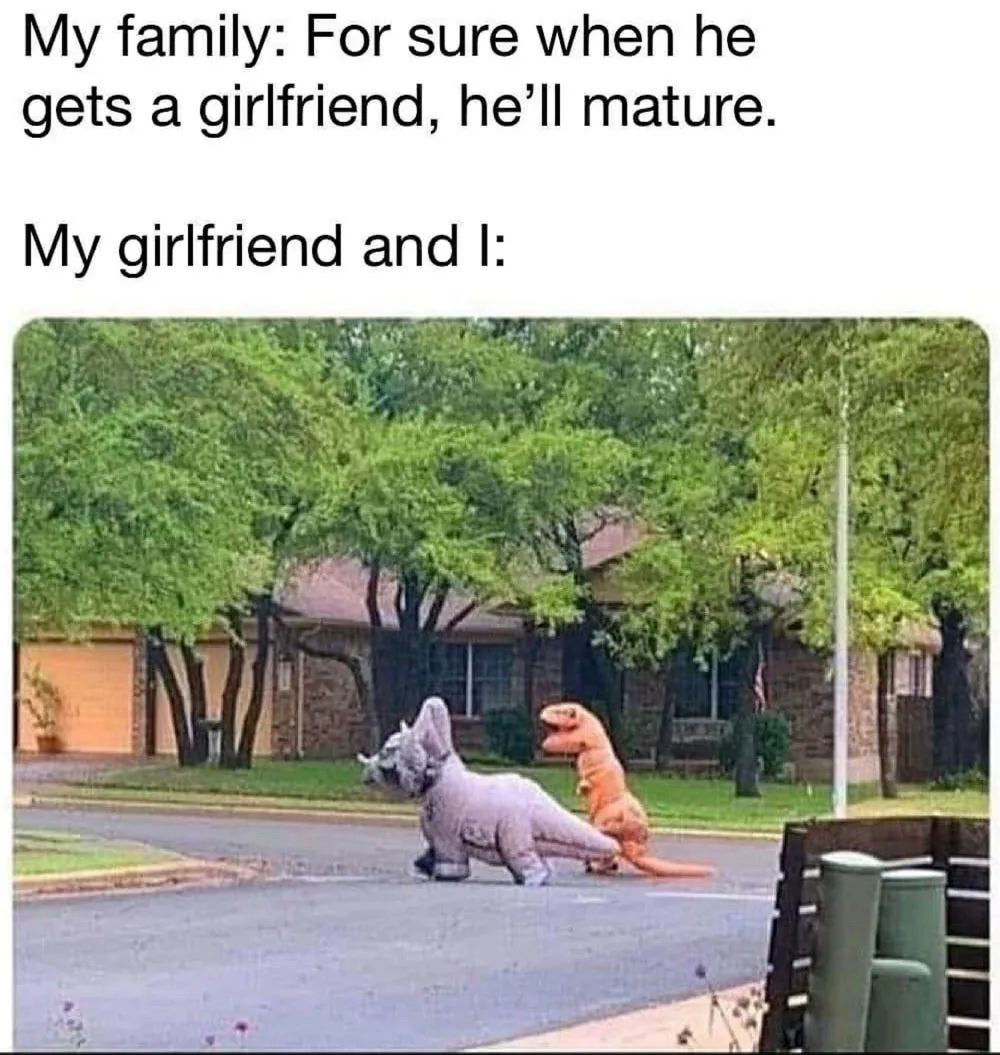 My family: For sure when he
gets a girlfriend, he’ll mature.
My girlfriend and I: